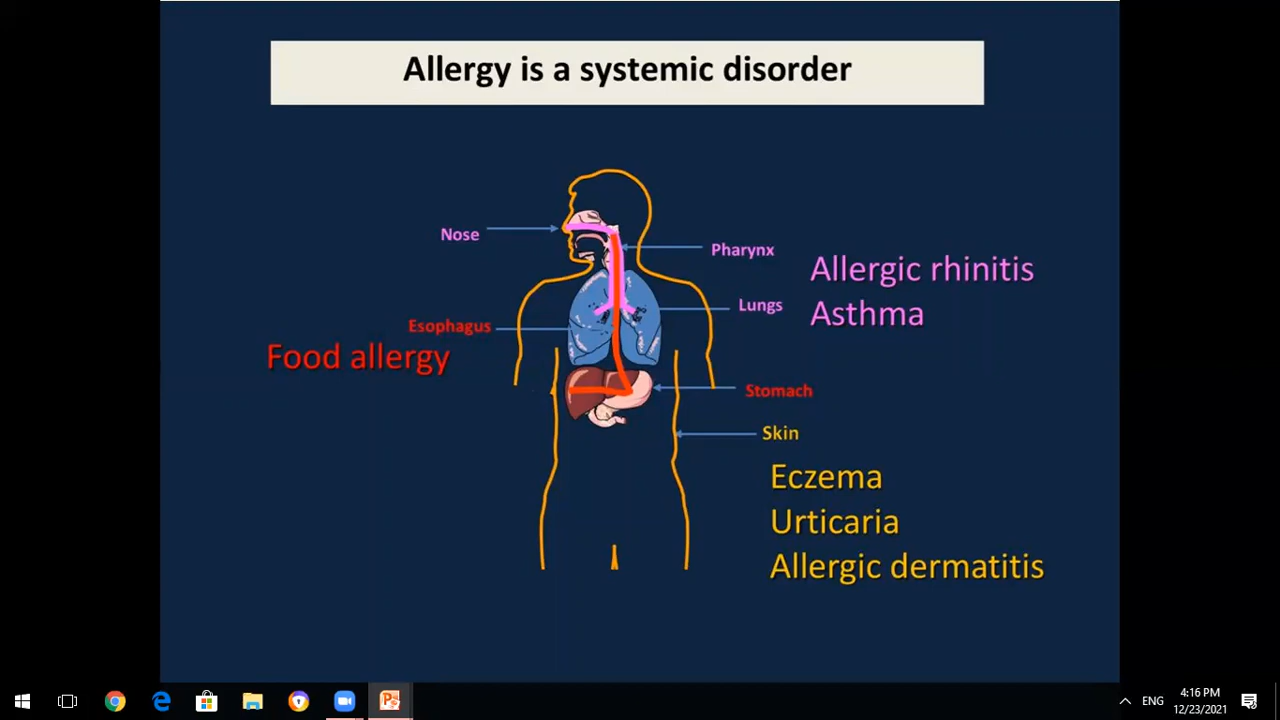 Allergy is a systemic disorder
Nose
Pharynx
Allergic rhinitis
Lungs
Asthma
Esophagus
Food allergy
Stomach
Skin
Eczema
Urticaria
Allergic dermatitis
ENG
4:16 PM
12/23/2021